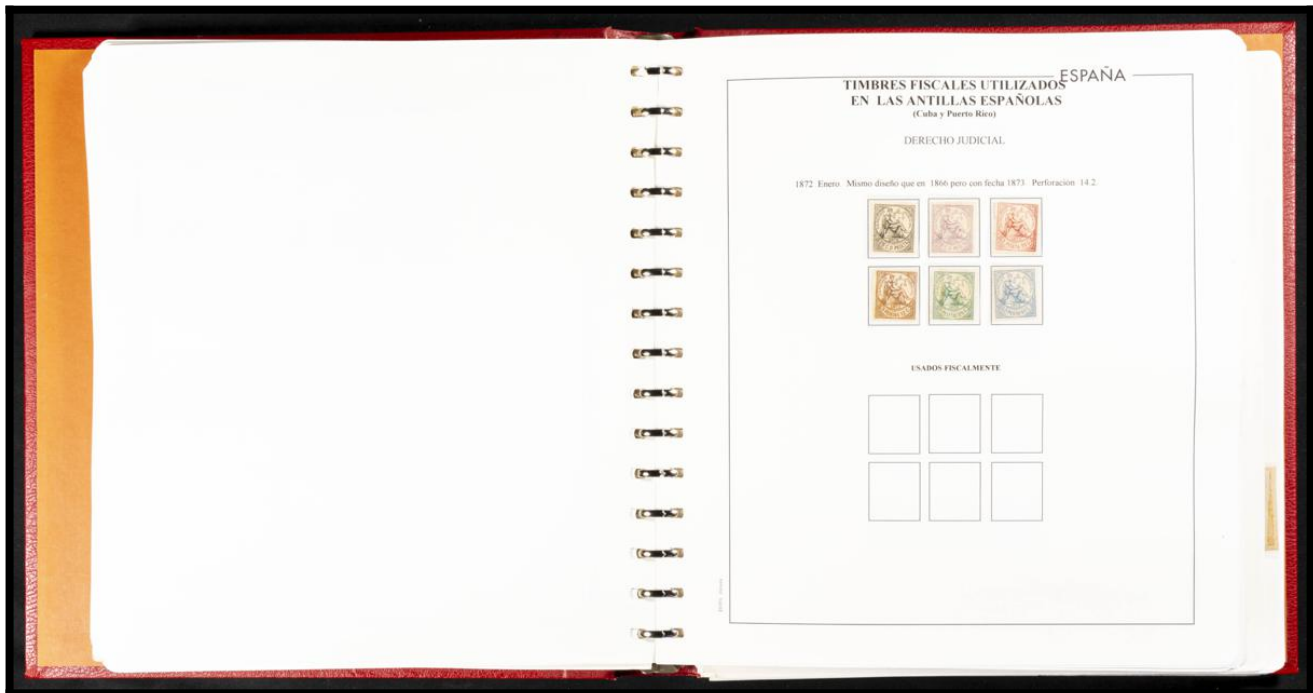 ESPAÑA
TIMBRES FISCALES UTILIZADOS
EN LAS ANTILLAS ESPAÑOLAS
(Cuba y Puerto Rico)
DERECHO JUDICIAL
1872 Enero. Mismo diseño que en 1866 pero con fecha 1873. Perforación 14.2.
USADOS FISCALMENTE